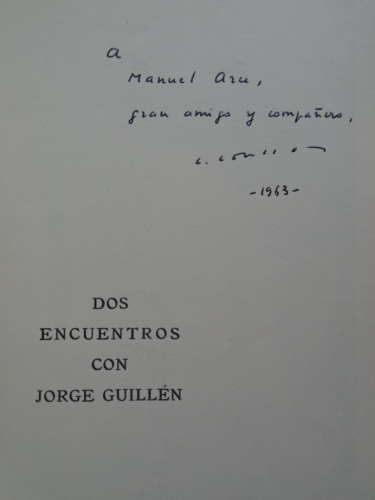 A
Manuel Arce,
gran amigo y compañero,
-1963-
DOS
ENCUENTROS
CON
JORGE GUILLÉN